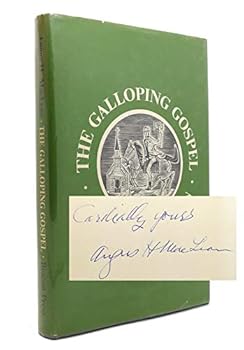 THE GALLOPING GOSPEL
• THE GALLOPING GOSPEL •
Cordially yours
Angus H MacLean